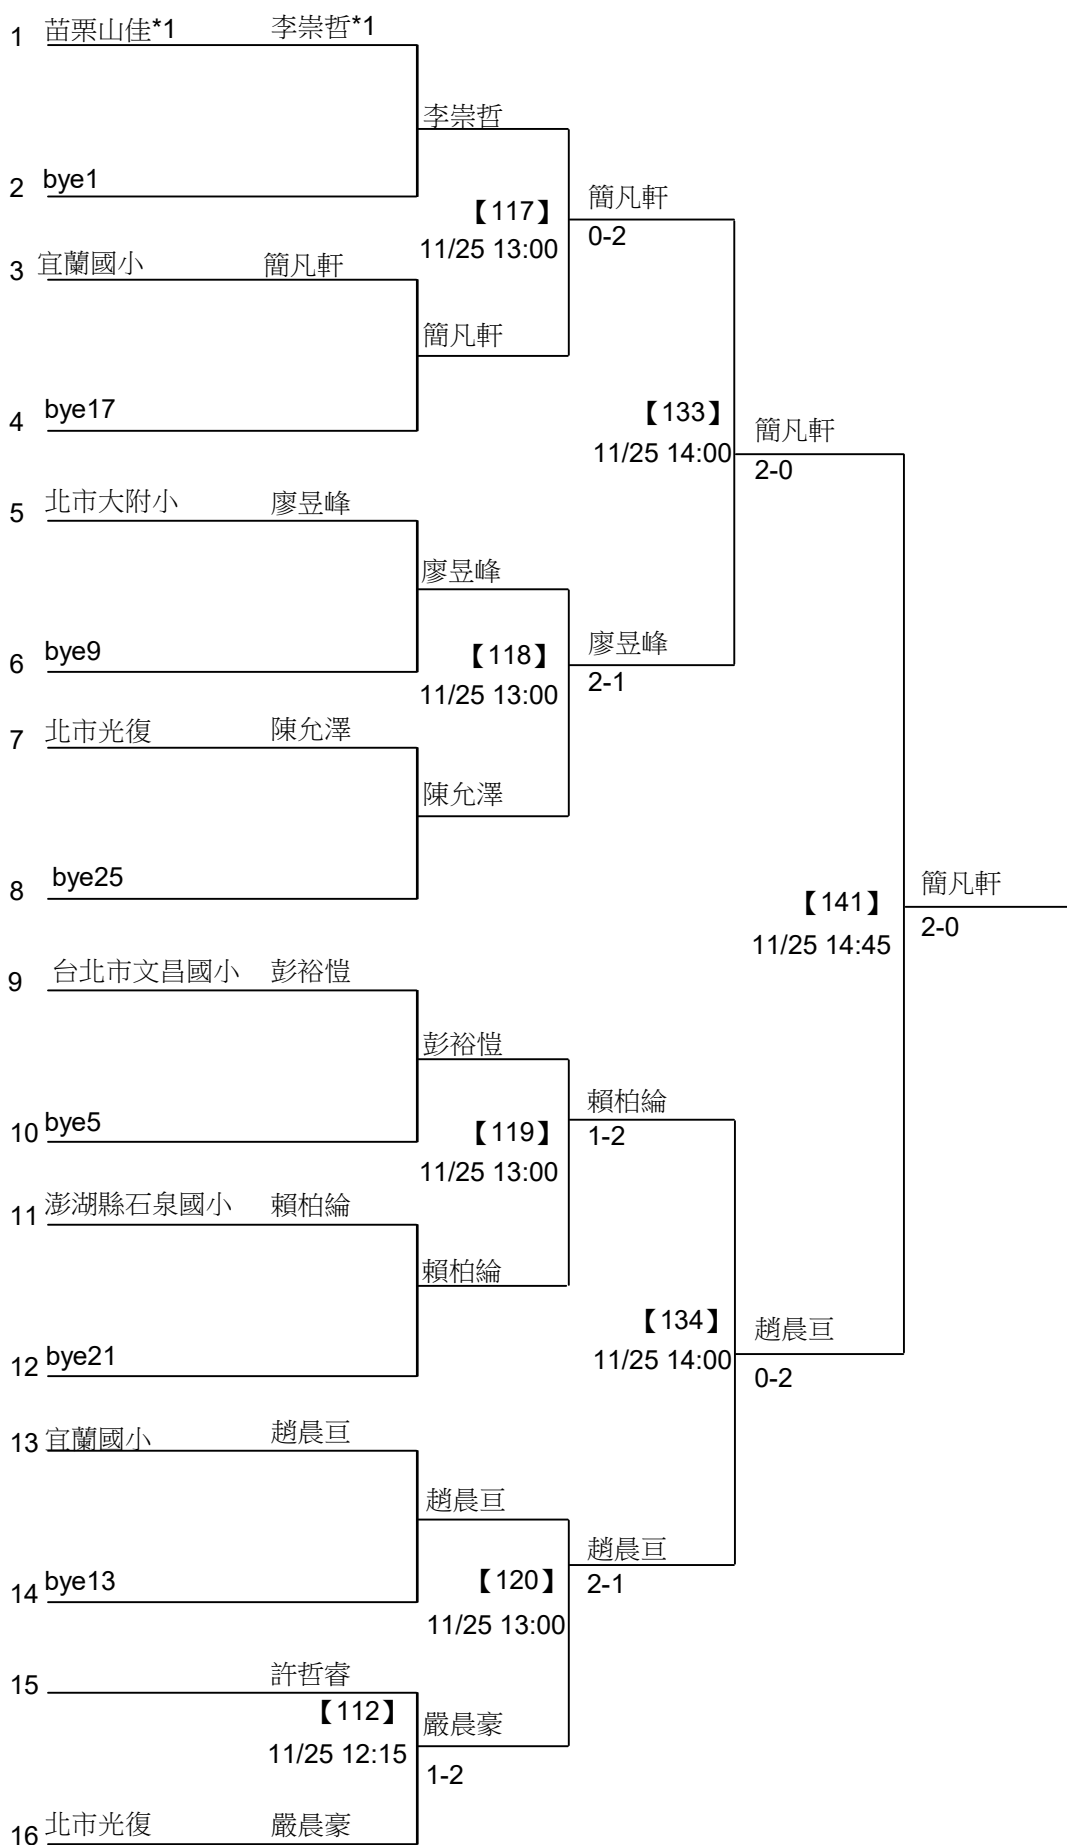 1 苗栗山佳*1 李崇哲*1
李崇哲
2 bye1
【117】
11/25 13:00
簡凡軒
0-2
3 宜蘭國小 簡凡軒
簡凡軒
4 bye17
【133】
11/25 14:00
簡凡軒
2-0
5 北市大附小 廖昱峰
廖昱峰
6 bye9
【118】
11/25 13:00
廖昱峰
2-1
7 北市光復 陳允澤
陳允澤
8 bye25
【141】
11/25 14:45
簡凡軒
2-0
9 台北市文昌國小 彭裕愷
彭裕愷
10 bye5
【119】
11/25 13:00
賴柏綸
1-2
11 澎湖縣石泉國小 賴柏綸
賴柏綸
12 bye21
【134】
11/25 14:00
趙晨亘
0-2
13 宜蘭國小 趙晨亘
趙晨亘
14 bye13
【120】
11/25 13:00
趙晨亘
2-1
15 許哲睿
【112】
11/25 12:15
嚴晨豪
1-2
16 北市光復 嚴晨豪